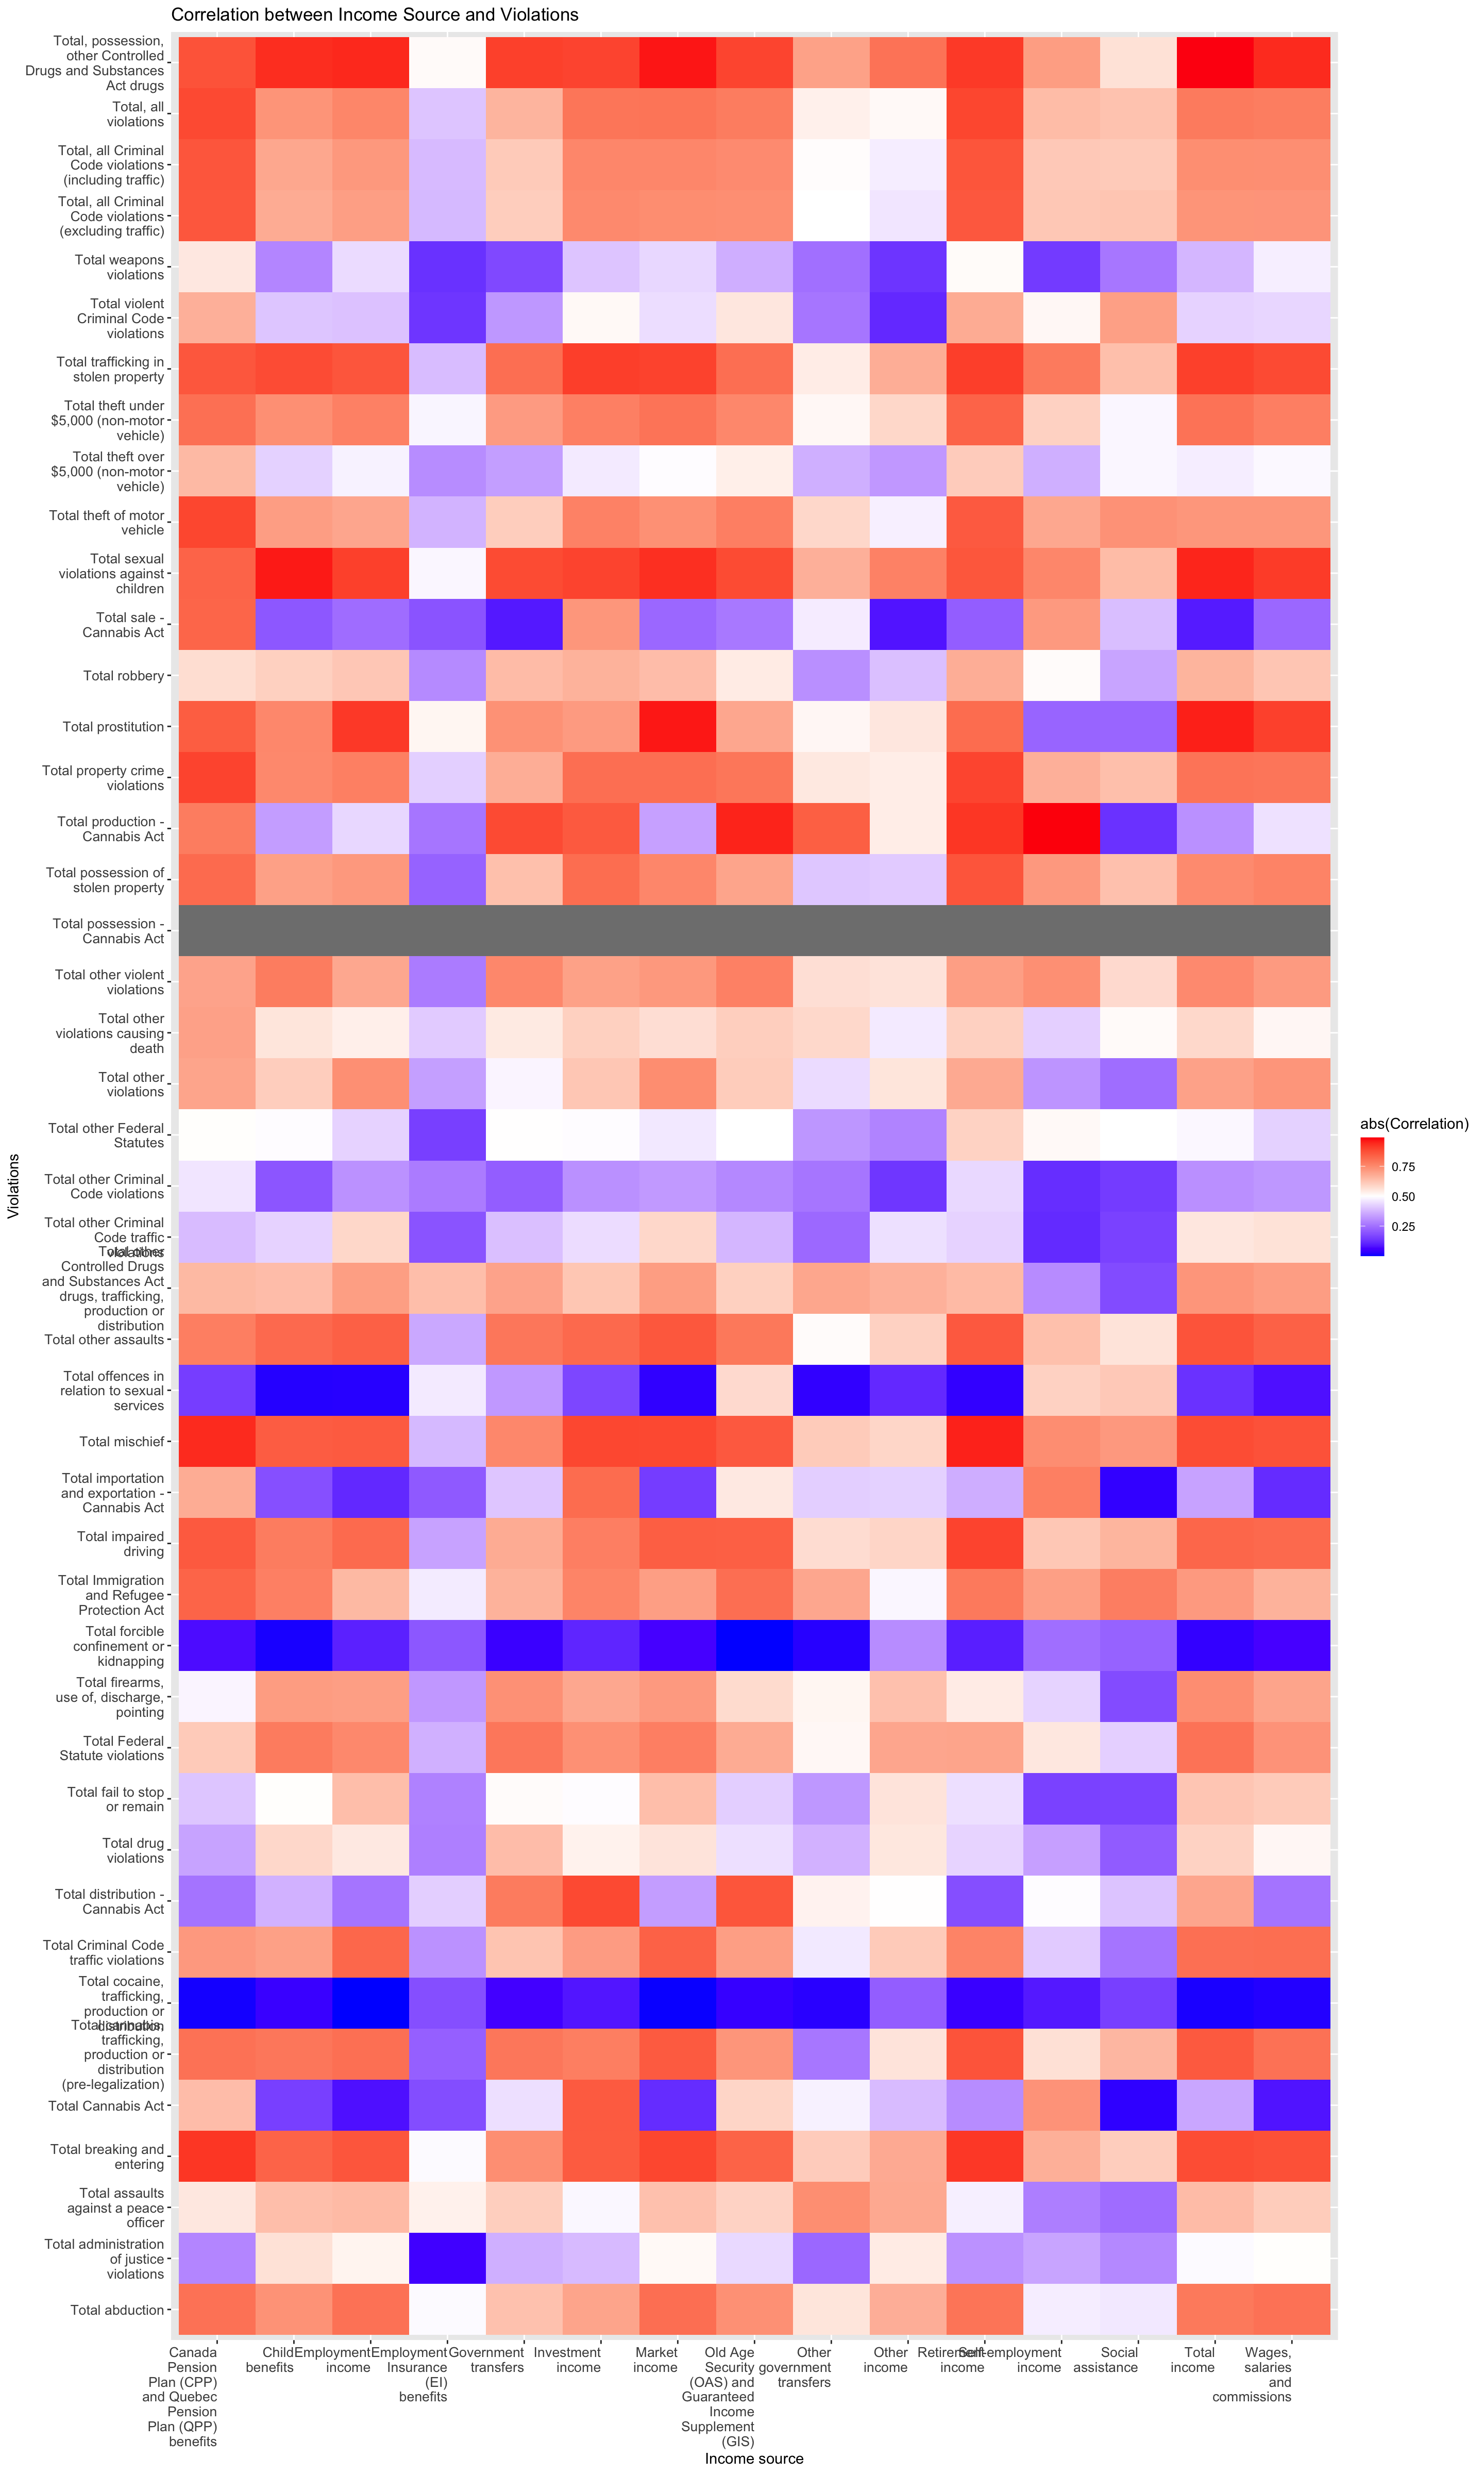 Correlation between Income Source and Violations
Total, possession,
other Controlled
Drugs and Substances
Act drugs
Total, all
violations
Total, all Criminal
Code violations
(including traffic)
Total, all Criminal
Code violations
(excluding traffic)
Total weapons
violations
Total violent
Criminal Code
violations
Total trafficking in
stolen property
Total theft under
$5,000 (non-motor
vehicle)
Total theft over
$5,000 (non-motor
vehicle)
Total theft of motor
vehicle
Total sexual
violations against
children
Total sale -
Cannabis Act
Total robbery
Total prostitution
Total property crime
violations
Total production -
Cannabis Act
Total possession of
stolen property
Total possession -
Cannabis Act
Total other violent
violations
Total other
violations causing
death
Total other
violations
Total other Federal
Statutes
Total other Criminal
Code violations
Total other Criminal
Code traffic
violations
Total other
Controlled Drugs
and Substances Act
drugs, trafficking,
production or
distribution
Total other assaults
Total offences in
relation to sexual
services
Total mischief
Total importation
and exportation -
Cannabis Act
Total impaired
driving
Total Immigration
and Refugee
Protection Act
Total forcible
confinement or
kidnapping
Total firearms,
use of, discharge,
pointing
Total Federal
Statute violations
Total fail to stop
or remain
Total drug
violations
Total distribution -
Cannabis Act
Total Criminal Code
traffic violations
Total cocaine,
trafficking,
production or
distribution
Total cannabis,
trafficking,
production or
distribution
(pre-legalization)
Total Cannabis Act
Total breaking and
entering
Total assaults
against a peace
officer
Total administration
of justice
violations
Total abduction
Violations
Canada
Pension
Plan (CPP)
and Quebec
Pension
Plan (QPP)
benefits
Child
benefits
Employment
income
Employment
Insurance
(EI)
benefits
Government
transfers
Investment
income
Market
income
Old Age
Security
(OAS) and
Guaranteed
Income
Supplement
(GIS)
Other
government
transfers
Other
income
Retirement
income
Self-employment
income
Social
assistance
Total
income
Wages,
salaries
and
commissions
Income source
abs(Correlation)
0.75
0.50
0.25